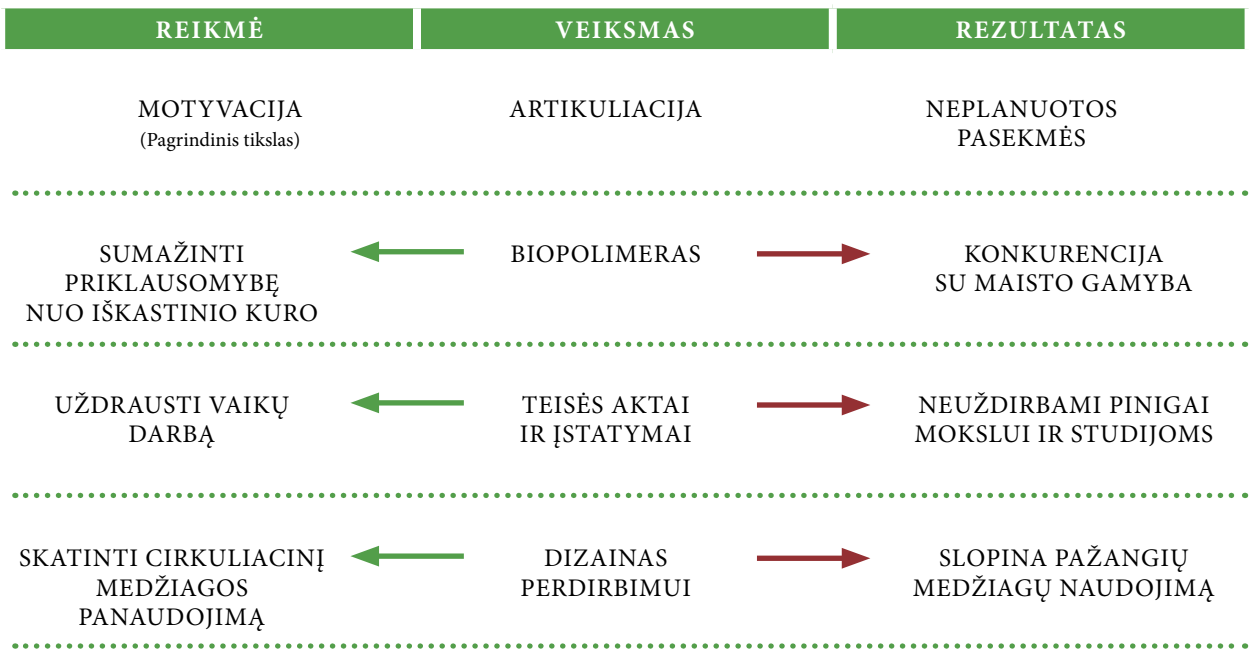 REIKMĖ
VEIKSMAS
REZULTATAS
MOTYVACIJA
(Pagrindinis tikslas)
ARTIKULIACIJA
NEPLANUOTOS
PASEKMĖS
SUMAŽINTI
PRIKLAUSOMYBĘ
NUO IŠKASTINIO KURO
BIOPOLIMERAS
KONKURENCIJA
SU MAISTO GAMYBA
UŽDRAUSTI VAIKŲ
DARBĄ
TEISĖS AKTAI
IR ĮSTATYMAI
NEUŽDIRBAMI PINIGAI
MOKSLUI IR STUDIJOMS
SKATINTI CIRKULIACINĮ
MEDŽIAGOS
PANAUDOJIMĄ
DIZAINAS
PERDIRBIMUI
SLOPINA PAŽANGIŲ
MEDŽIAGŲ NAUDOJIMĄ